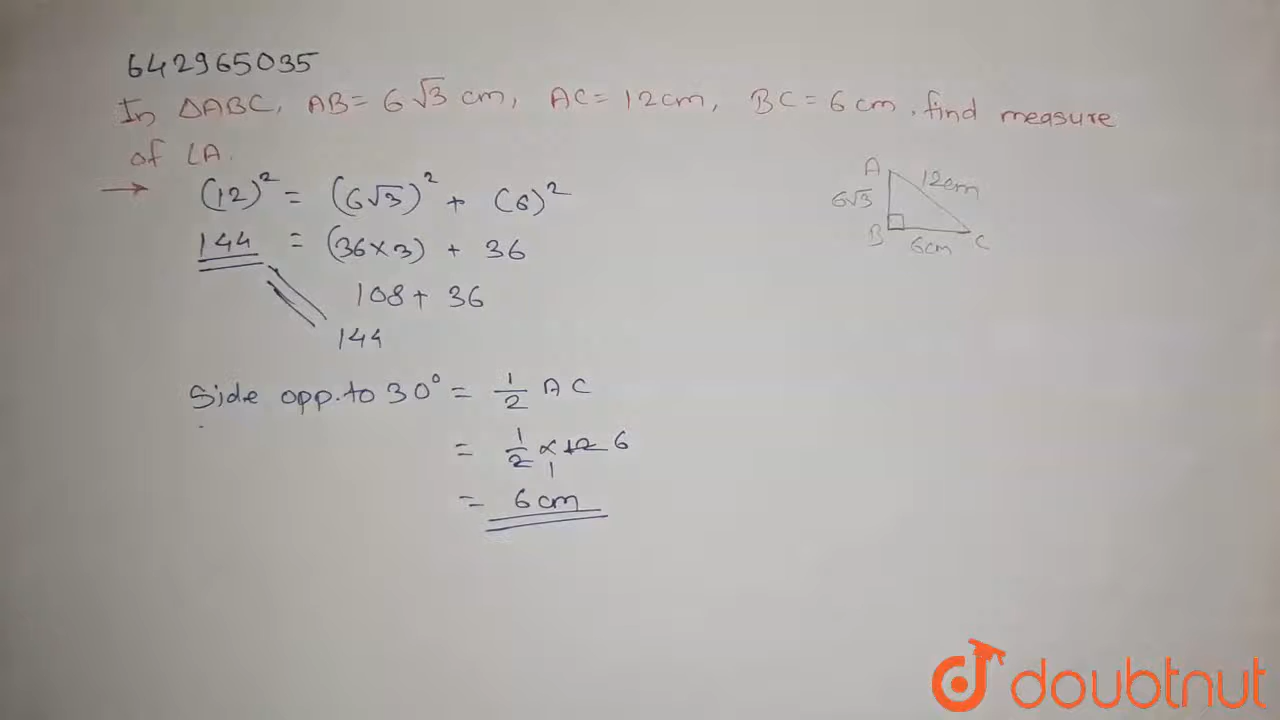 642965035
In △ABC, AB = 6√3 cm, AC = 12cm, BC = 6 cm. find measure
of ∠A.
→ (12)² = (6√3)² + (6)²
144 = (36×3) + 36
108 + 36
144
Side opp. to 30° = 1/2 AC
= 1/2 × 12 6
1
= 6 cm
A
12cm
6√3
B
6cm
C
doubtnut